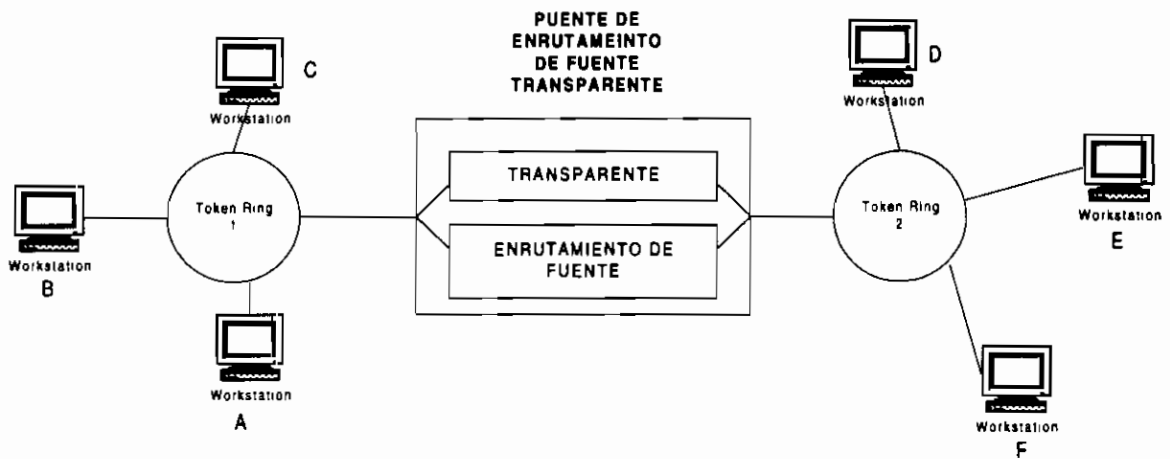 PUENTE DE
ENRUTAMEINTO
DE FUENTE
TRANSPARENTE
C
Workstation
D
Workstation
TRANSPARENTE
ENRUTAMIENTO DE
FUENTE
Token Ring
1
Token Ring
2
Workstation
B
Workstation
E
Workstation
A
Workstation
F